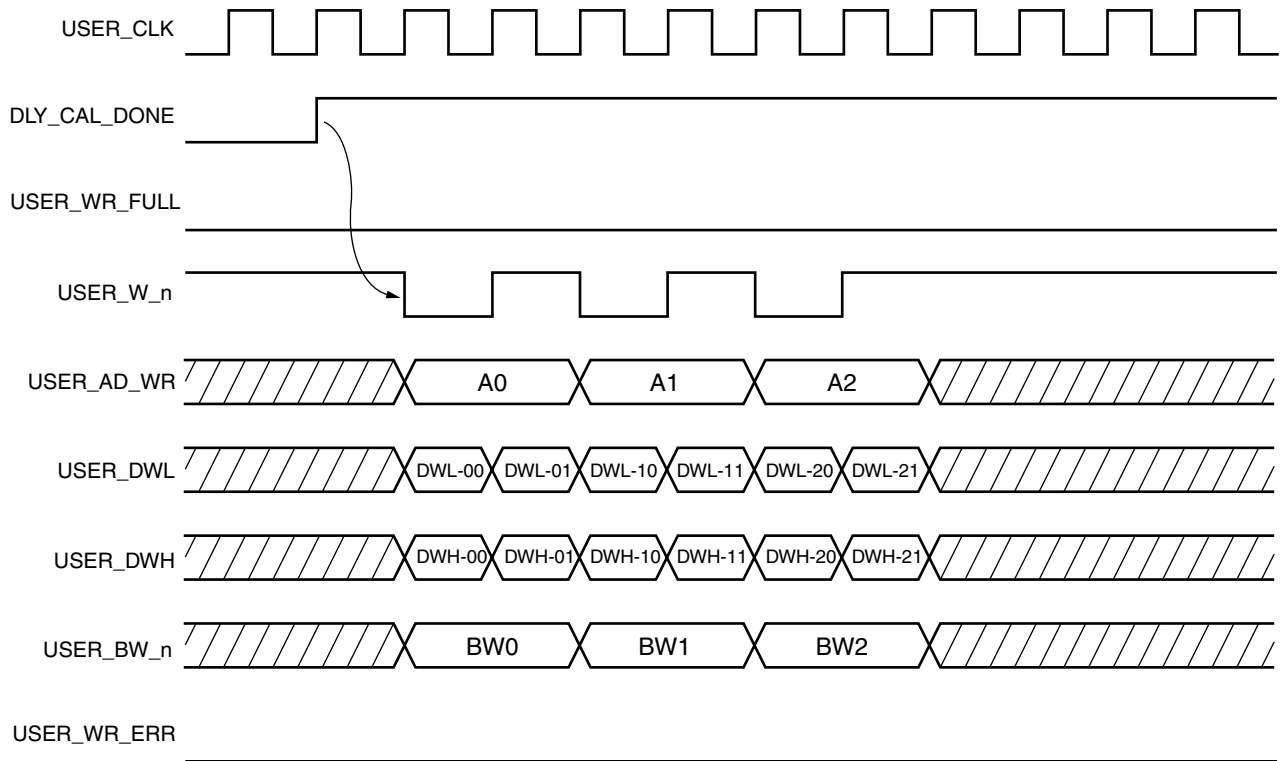 USER_CLK
DLY_CAL_DONE
USER_WR_FULL
USER_W_n
USER_AD_WR A0 A1 A2
USER_DWL DWL-00 DWL-01 DWL-10 DWL-11 DWL-20 DWL-21
USER_DWH DWH-00 DWH-01 DWH-10 DWH-11 DWH-20 DWH-21
USER_BW_n BW0 BW1 BW2
USER_WR_ERR